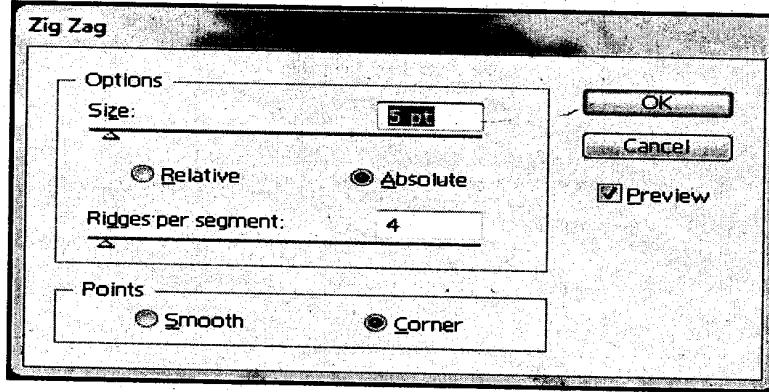 Zig Zag
Options
Size:
5 pt
Relative
Absolute
Ridges per segment:
4
Points
Smooth
Corner
OK
Cancel
Preview